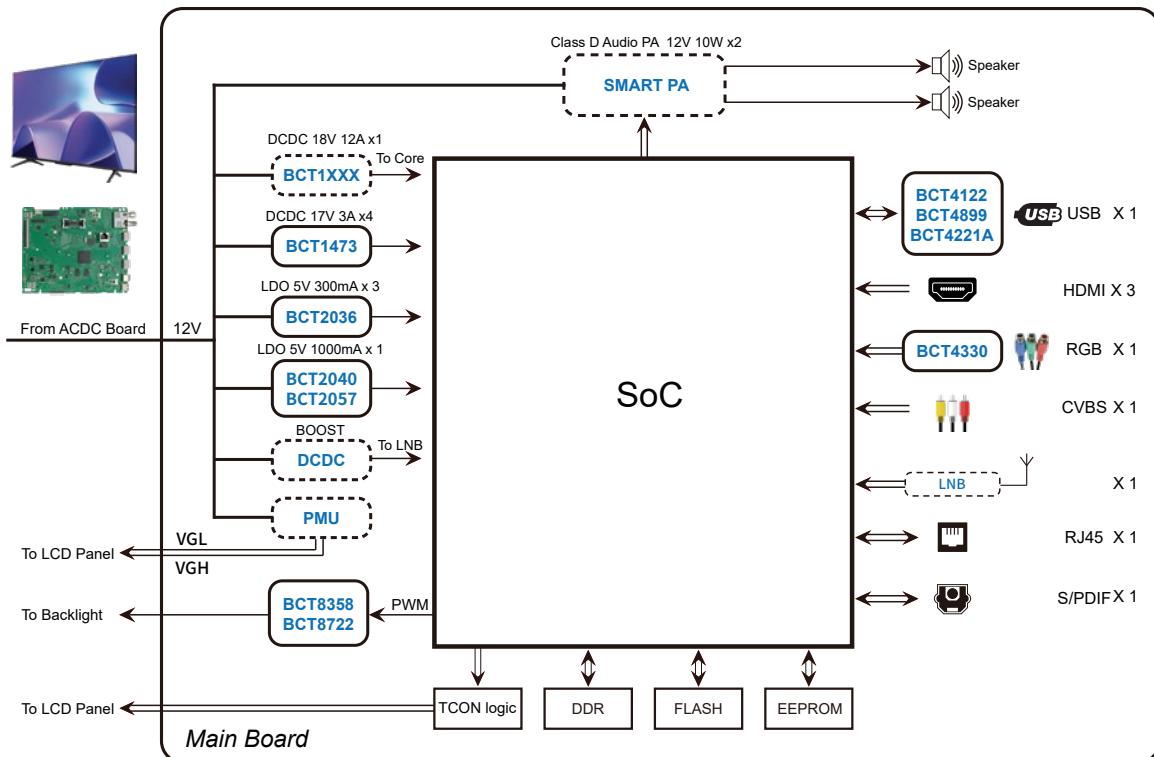 Class D Audio PA 12V 10W x2
SMART PA
Speaker
Speaker
DCDC 18V 12A x1
To Core
BCT1XXX
DCDC 17V 3A x4
BCT1473
LDO 5V 300mA x 3
BCT2036
From ACDC Board
12V
LDO 5V 1000mA x 1
BCT2040
BCT2057
BOOST
To LNB
DCDC
PMU
VGL
To LCD Panel
VGH
BCT8358
BCT8722
PWM
To Backlight
To LCD Panel
SoC
BCT4122
BCT4899
BCT4221A
USB
USB X 1
HDMI X 3
BCT4330
RGB X 1
CVBS X 1
LNB
X 1
RJ45 X 1
S/PDIF X 1
TCON logic
DDR
FLASH
EEPROM
Main Board